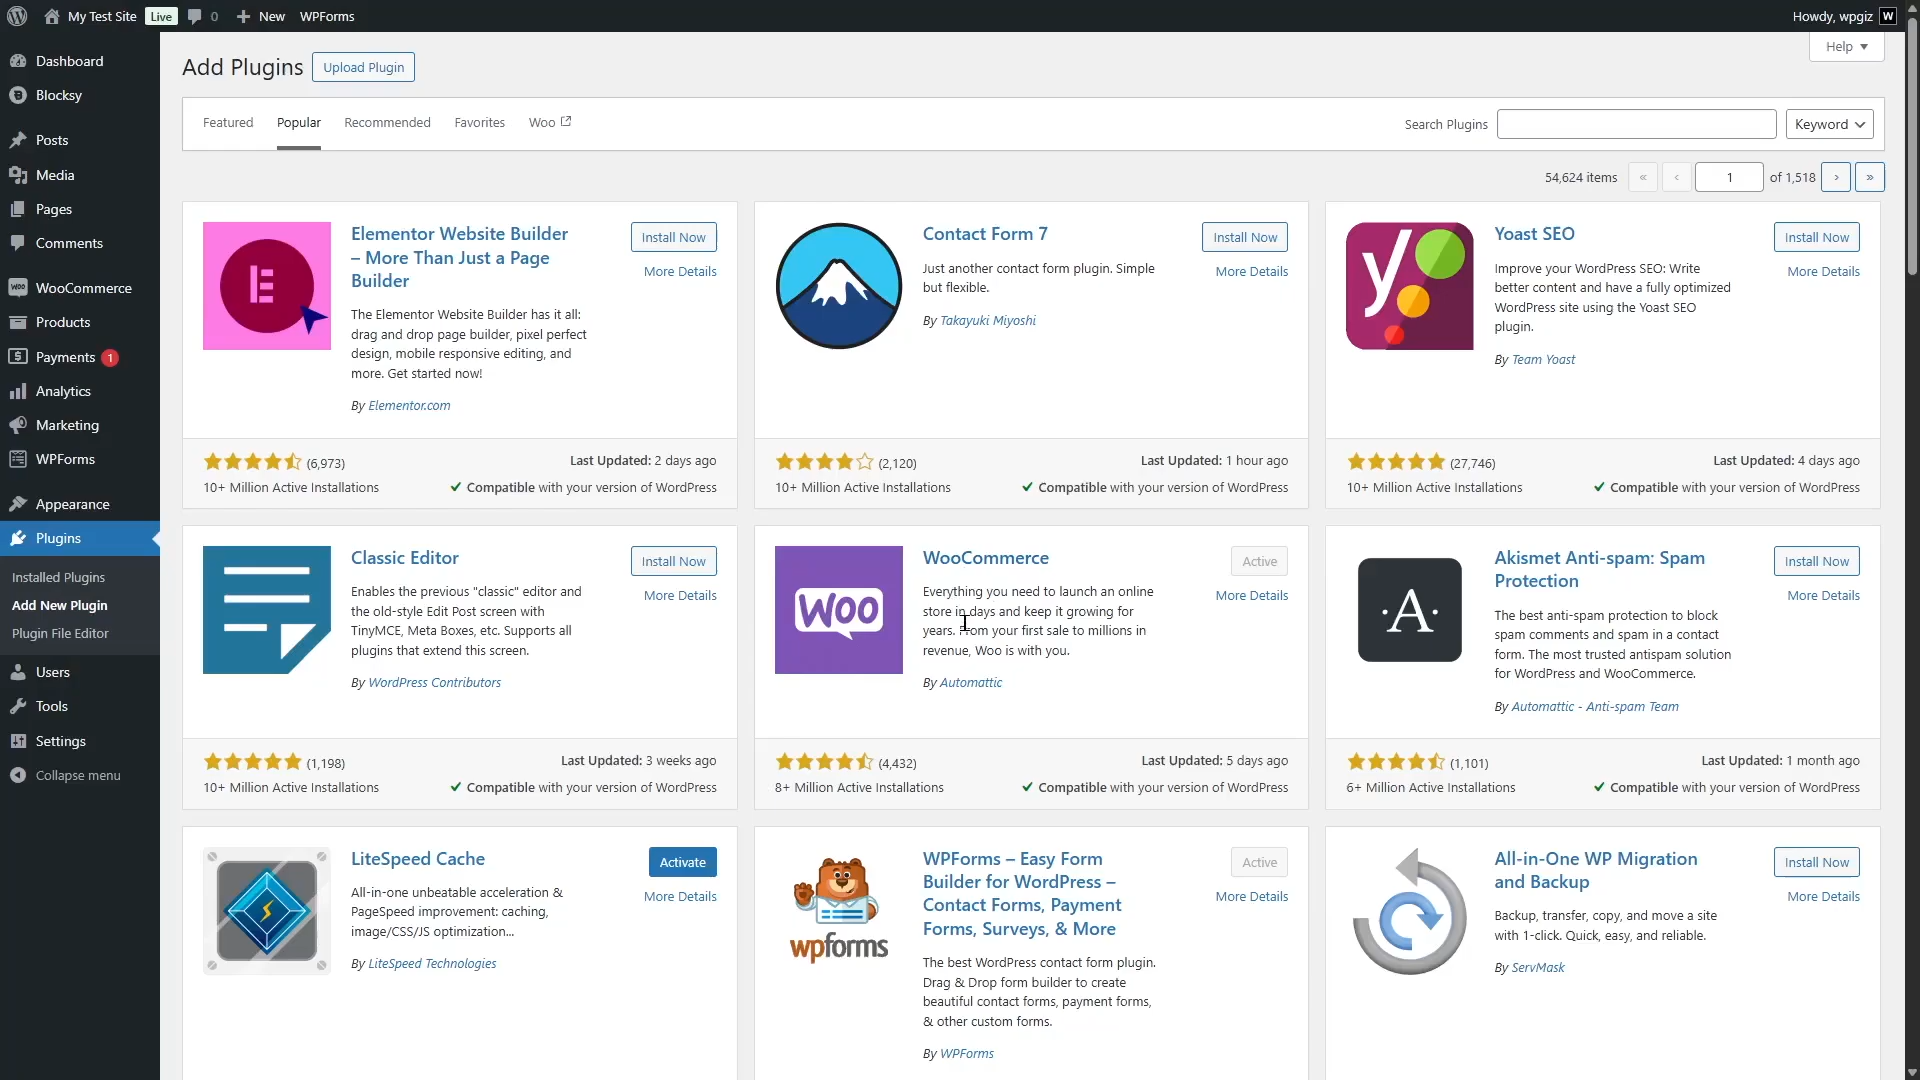 My Test Site Live 0 New WPForms Howdy, wpgiz W
Help
Dashboard
Blocksy
Posts
Media
Pages
Comments
WooCommerce
Products
Payments 1
Analytics
Marketing
WPForms
Appearance
Plugins
Installed Plugins
Add New Plugin
Plugin File Editor
Users
Tools
Settings
Collapse menu
Add Plugins Upload Plugin
Featured Popular Recommended Favorites Woo Search Plugins Keyword
54,624 items « ‹ 1 of 1,518 › »
Elementor Website Builder
– More Than Just a Page
Builder
Install Now
More Details
The Elementor Website Builder has it all:
drag and drop page builder, pixel perfect
design, mobile responsive editing, and
more. Get started now!
By Elementor.com
(6,973) Last Updated: 2 days ago
10+ Million Active Installations Compatible with your version of WordPress
Contact Form 7
Install Now
More Details
Just another contact form plugin. Simple
but flexible.
By Takayuki Miyoshi
(2,120) Last Updated: 1 hour ago
10+ Million Active Installations Compatible with your version of WordPress
y
Yoast SEO
Install Now
More Details
Improve your WordPress SEO: Write
better content and have a fully optimized
WordPress site using the Yoast SEO
plugin.
By Team Yoast
(27,746) Last Updated: 4 days ago
10+ Million Active Installations Compatible with your version of WordPress
Classic Editor
Install Now
More Details
Enables the previous "classic" editor and
the old-style Edit Post screen with
TinyMCE, Meta Boxes, etc. Supports all
plugins that extend this screen.
By WordPress Contributors
(1,198) Last Updated: 3 weeks ago
10+ Million Active Installations Compatible with your version of WordPress
Woo
WooCommerce
Active
More Details
Everything you need to launch an online
store in days and keep it growing for
years. From your first sale to millions in
revenue, Woo is with you.
By Automattic
(4,432) Last Updated: 5 days ago
8+ Million Active Installations Compatible with your version of WordPress
·A·
Akismet Anti-spam: Spam
Protection
Install Now
More Details
The best anti-spam protection to block
spam comments and spam in a contact
form. The most trusted antispam solution
for WordPress and WooCommerce.
By Automattic - Anti-spam Team
(1,101) Last Updated: 1 month ago
6+ Million Active Installations Compatible with your version of WordPress
LiteSpeed Cache
Activate
More Details
All-in-one unbeatable acceleration &
PageSpeed improvement: caching,
image/CSS/JS optimization...
By LiteSpeed Technologies
wpforms
WPForms – Easy Form
Builder for WordPress –
Contact Forms, Payment
Forms, Surveys, & More
Active
More Details
The best WordPress contact form plugin.
Drag & Drop form builder to create
beautiful contact forms, payment forms,
& other custom forms.
By WPForms
All-in-One WP Migration
and Backup
Install Now
More Details
Backup, transfer, copy, and move a site
with 1-click. Quick, easy, and reliable.
By ServMask